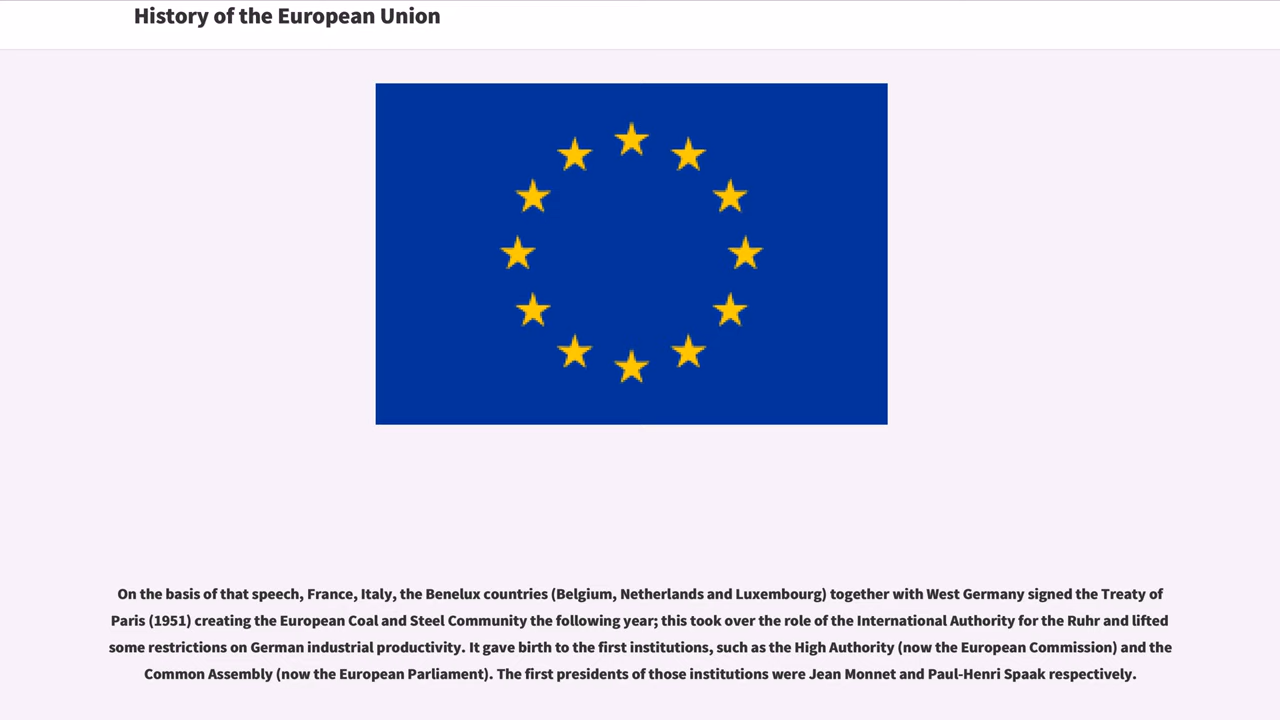 History of the European Union
On the basis of that speech, France, Italy, the Benelux countries (Belgium, Netherlands and Luxembourg) together with West Germany signed the Treaty of
Paris (1951) creating the European Coal and Steel Community the following year; this took over the role of the International Authority for the Ruhr and lifted
some restrictions on German industrial productivity. It gave birth to the first institutions, such as the High Authority (now the European Commission) and the
Common Assembly (now the European Parliament). The first presidents of those institutions were Jean Monnet and Paul-Henri Spaak respectively.